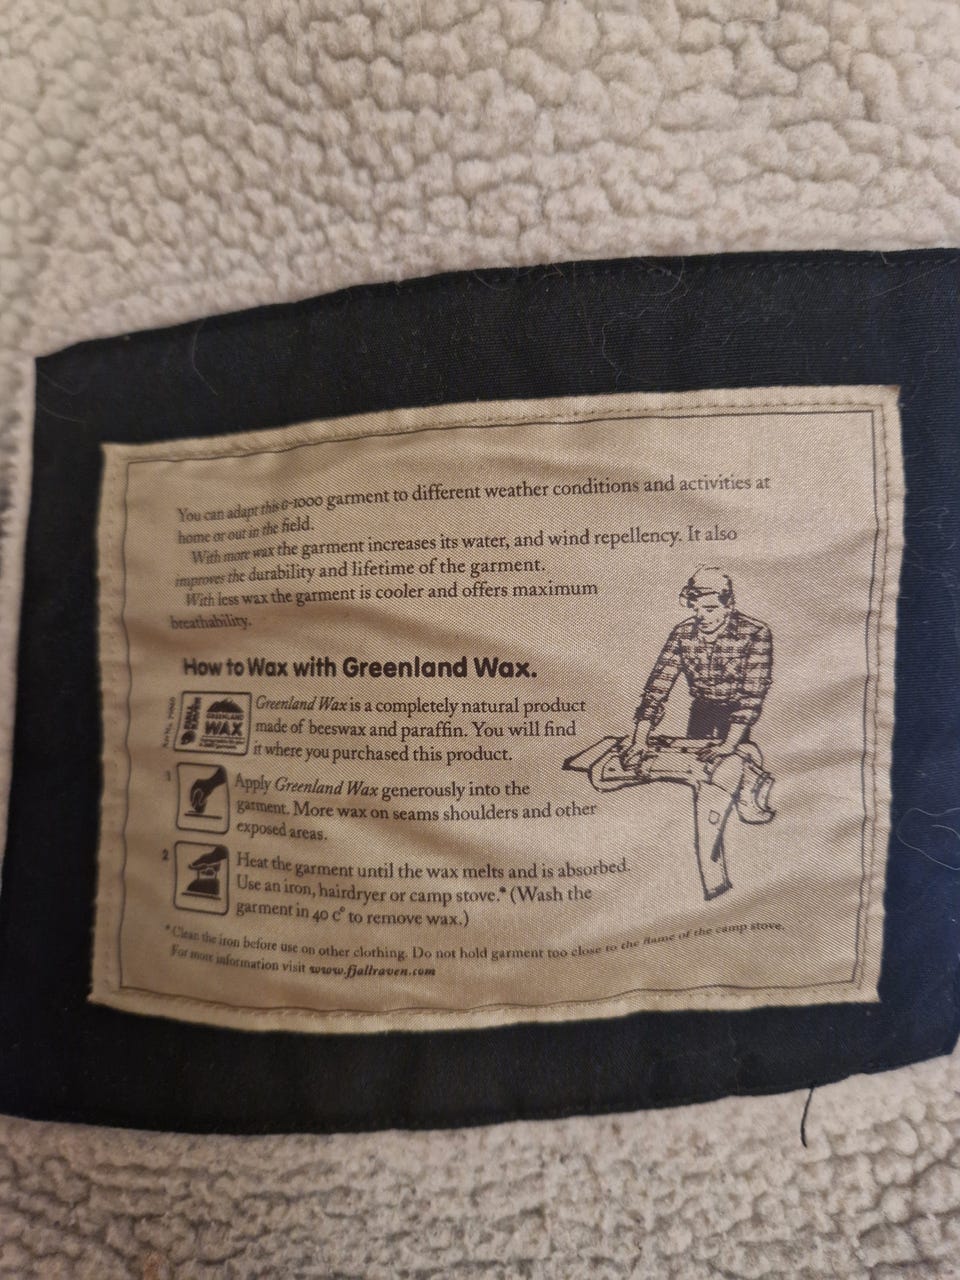 You can adapt this G-1000 garment to different weather conditions and activities at
home or out in the field.
With more wax the garment increases its water, and wind repellency. It also
improves the durability and lifetime of the garment.
With less wax the garment is cooler and offers maximum
breathability.
How to Wax with Greenland Wax.
GREENLAND
WAX
Greenland Wax is a completely natural product
made of beeswax and paraffin. You will find
it where you purchased this product.
1
Apply Greenland Wax generously into the
garment. More wax on seams shoulders and other
exposed areas.
2
Heat the garment until the wax melts and is absorbed.
Use an iron, hairdryer or camp stove.* (Wash the
garment in 40 c° to remove wax.)
*Clean the iron before use on other clothing. Do not hold garment too close to the flame of the camp stove.
For more information visit www.fjallraven.com